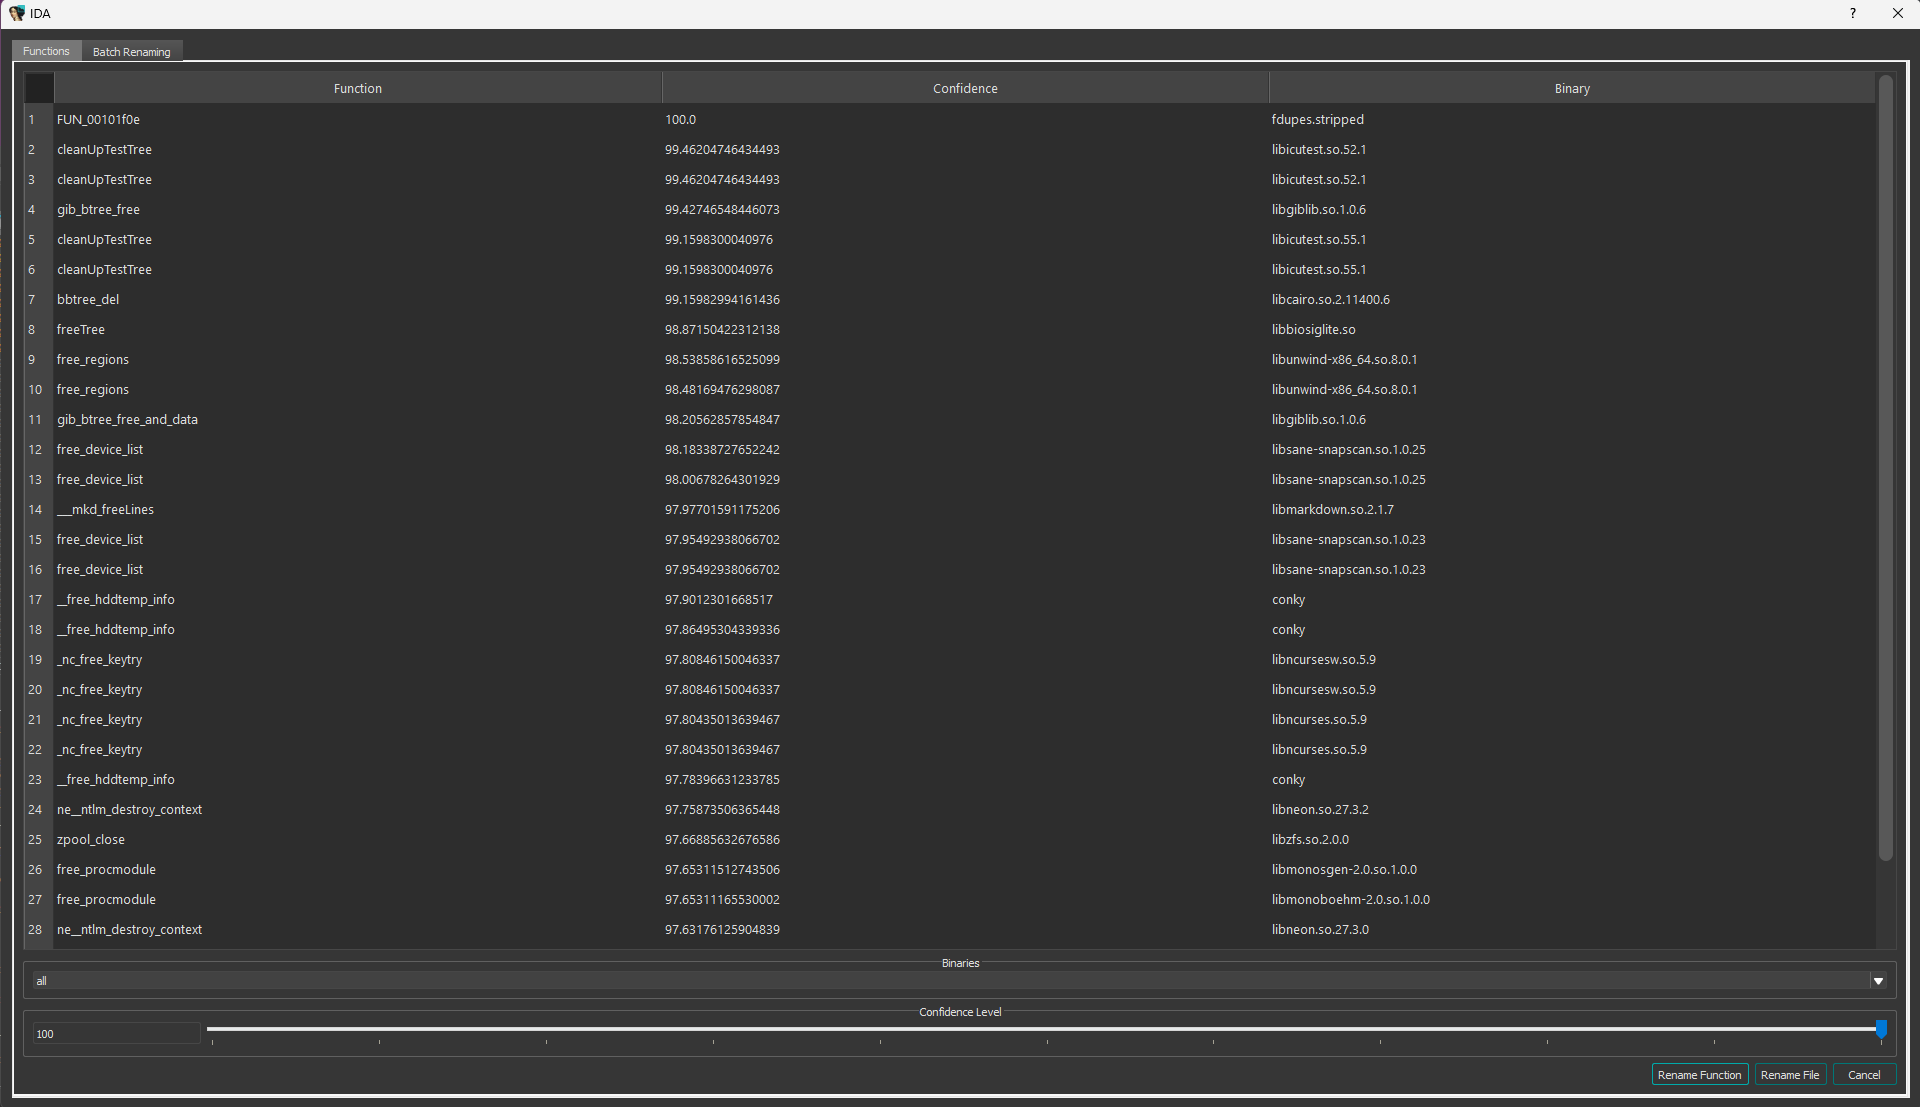 IDA
Functions Batch Renaming
Function Confidence Binary
1 FUN_00101f0e 100.0 fdupes.stripped
2 cleanUpTestTree 99.46204746434493 libicutest.so.52.1
3 cleanUpTestTree 99.46204746434493 libicutest.so.52.1
4 gib_btree_free 99.42746548446073 libgiblib.so.1.0.6
5 cleanUpTestTree 99.1598300040976 libicutest.so.55.1
6 cleanUpTestTree 99.1598300040976 libicutest.so.55.1
7 bbtree_del 99.15982994161436 libcairo.so.2.11400.6
8 freeTree 98.87150422312138 libbiosiglite.so
9 free_regions 98.53858616525099 libunwind-x86_64.so.8.0.1
10 free_regions 98.48169476298087 libunwind-x86_64.so.8.0.1
11 gib_btree_free_and_data 98.20562857854847 libgiblib.so.1.0.6
12 free_device_list 98.18338727652242 libsane-snapscan.so.1.0.25
13 free_device_list 98.00678264301929 libsane-snapscan.so.1.0.25
14 ___mkd_freeLines 97.97701591175206 libmarkdown.so.2.1.7
15 free_device_list 97.95492938066702 libsane-snapscan.so.1.0.23
16 free_device_list 97.95492938066702 libsane-snapscan.so.1.0.23
17 __free_hddtemp_info 97.9012301668517 conky
18 __free_hddtemp_info 97.86495304339336 conky
19 _nc_free_keytry 97.80846150046337 libncursesw.so.5.9
20 _nc_free_keytry 97.80846150046337 libncursesw.so.5.9
21 _nc_free_keytry 97.80435013639467 libncurses.so.5.9
22 _nc_free_keytry 97.80435013639467 libncurses.so.5.9
23 __free_hddtemp_info 97.78396631233785 conky
24 ne__ntlm_destroy_context 97.75873506365448 libneon.so.27.3.2
25 zpool_close 97.66885632676586 libzfs.so.2.0.0
26 free_procmodule 97.65311512743506 libmonosgen-2.0.so.1.0.0
27 free_procmodule 97.65311165530002 libmonoboehm-2.0.so.1.0.0
28 ne__ntlm_destroy_context 97.63176125904839 libneon.so.27.3.0
Binaries
all
Confidence Level
100
Rename Function Rename File Cancel